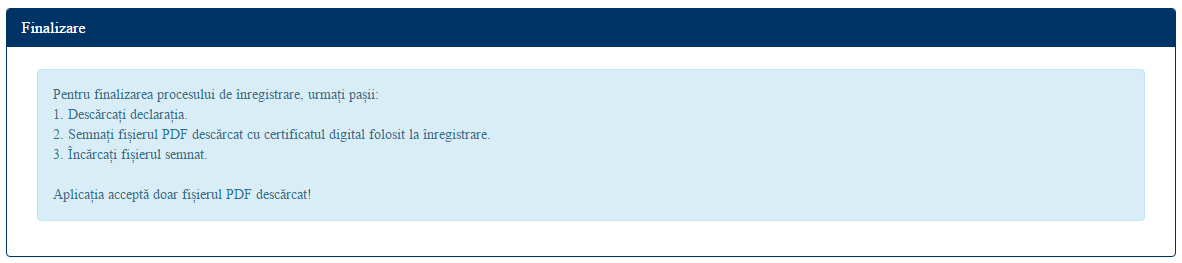 Finalizare
Pentru finalizarea procesului de înregistrare, urmați pașii:
1. Descărcați declarația.
2. Semnați fișierul PDF descărcat cu certificatul digital folosit la înregistrare.
3. Încărcați fișierul semnat.
Aplicația acceptă doar fișierul PDF descărcat!